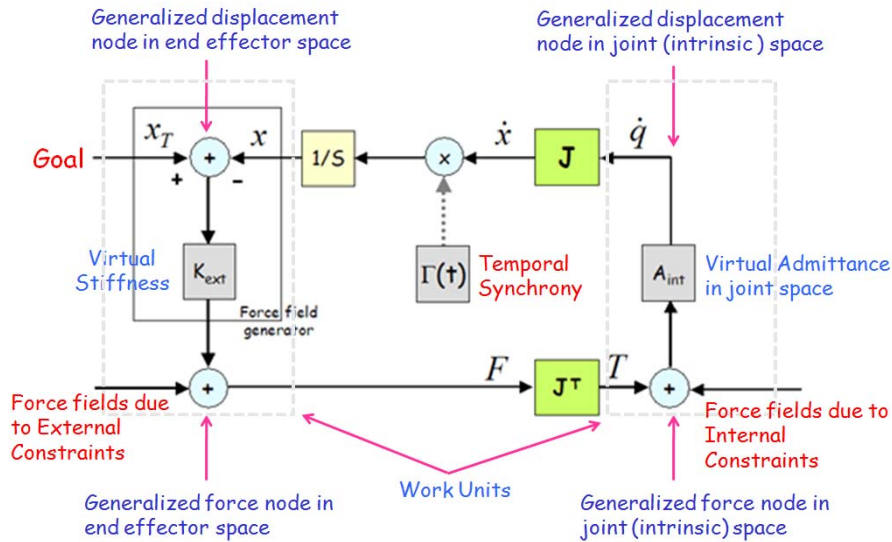 Generalized displacement
node in end effector space
Generalized displacement
node in joint (intrinsic ) space
Goal
x_T
+
x
+
-
1/S
x
ẋ
J
q̇
Virtual
Stiffness
K_ext
Γ(t)
Temporal
Synchrony
A_int
Virtual Admittance
in joint space
Force field
generator
+
F
J^T
T
+
Force fields due
to External
Constraints
Force fields due to
Internal
Constraints
Work Units
Generalized force node in
end effector space
Generalized force node in
joint (intrinsic) space